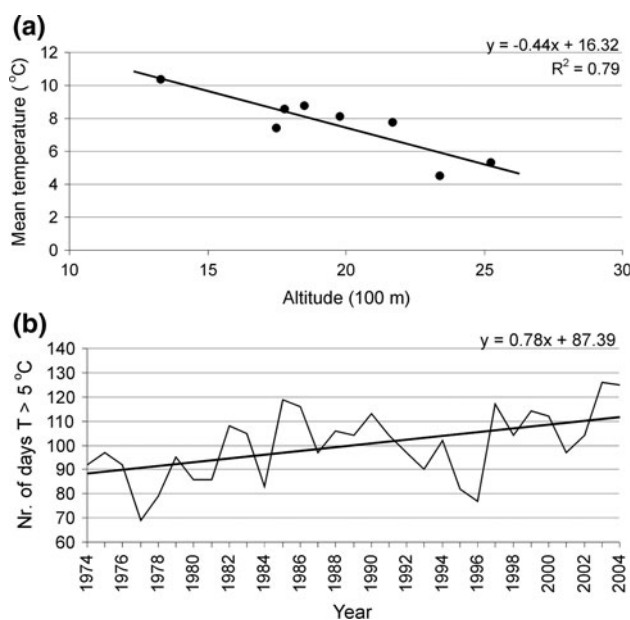 (a)
y = -0.44x + 16.32
R² = 0.79
Mean temperature (°C)
12
10
8
6
4
2
0
10 15 20 25 30
Altitude (100 m)
(b)
y = 0.78x + 87.39
Nr. of days T > 5 °C
140
130
120
110
100
90
80
70
60
1974 1976 1978 1980 1982 1984 1986 1988 1990 1992 1994 1996 1998 2000 2002 2004
Year